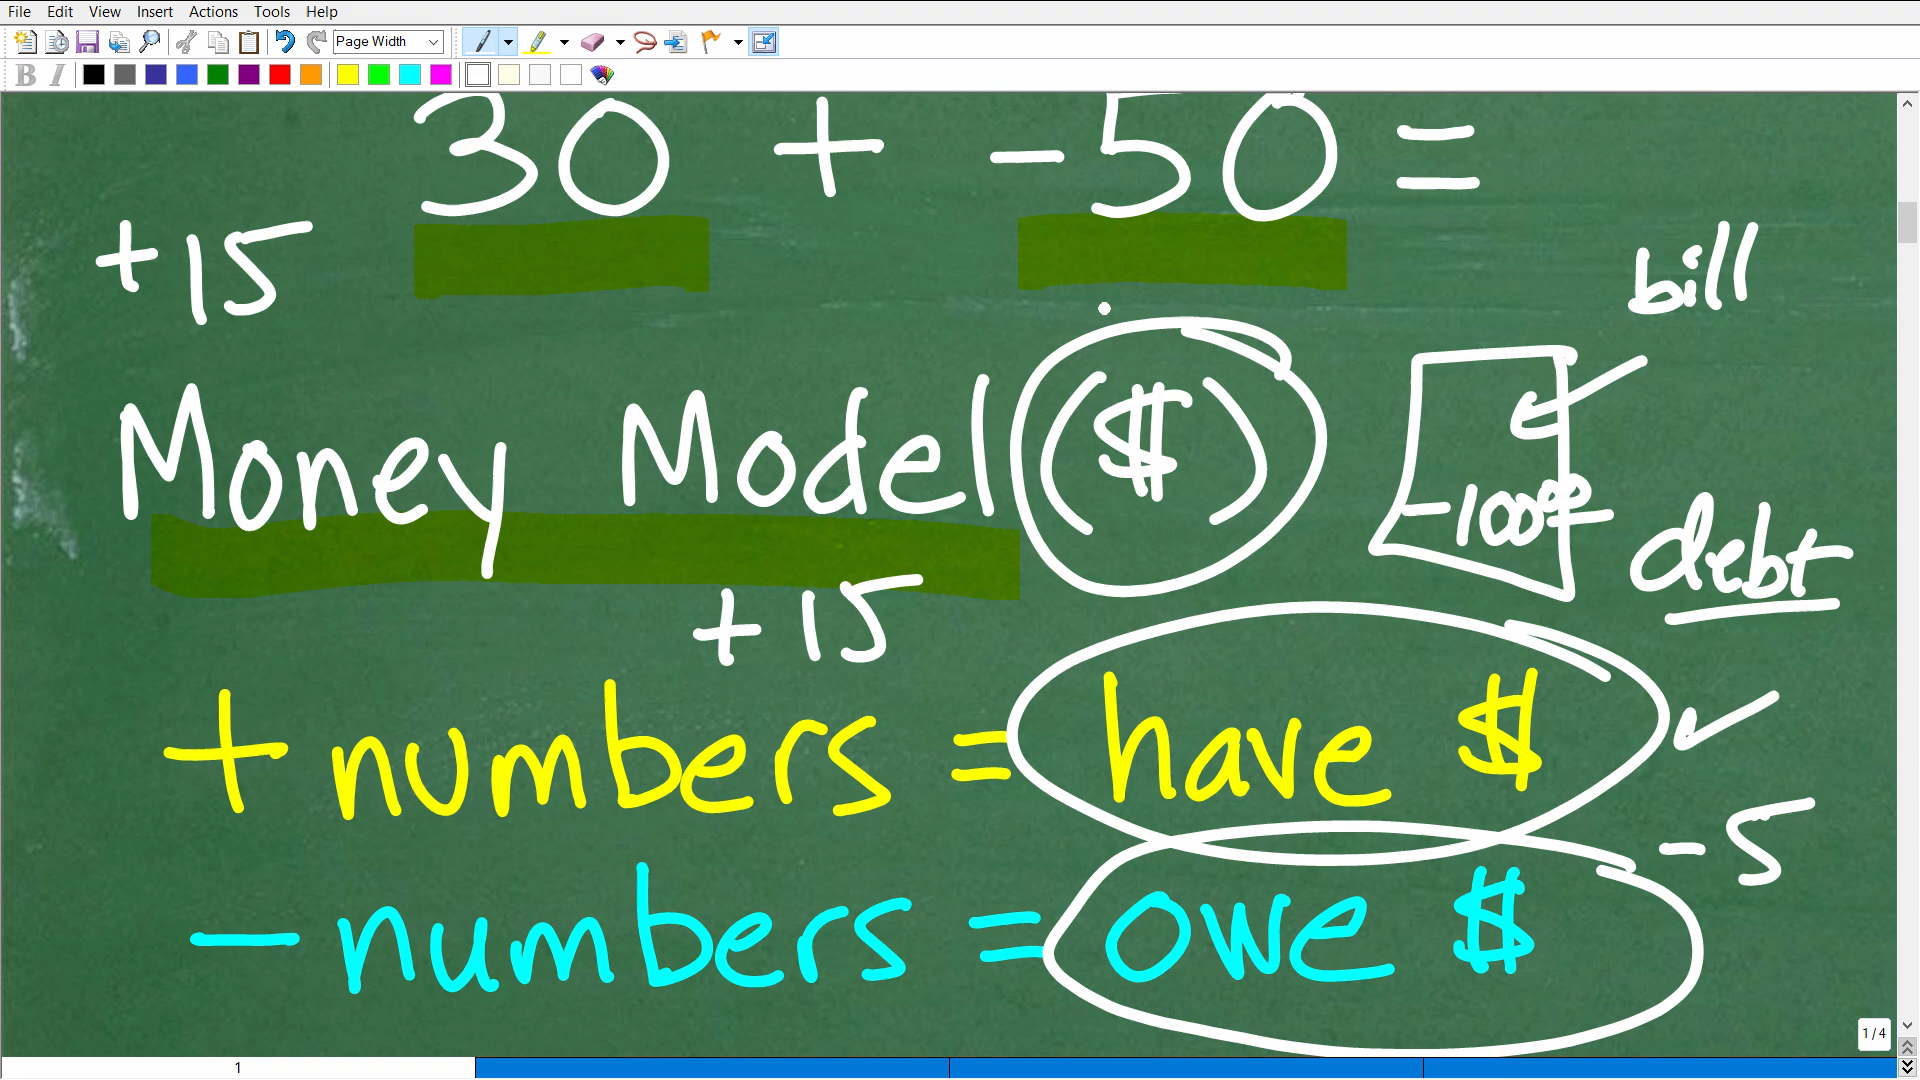 File Edit View Insert Actions Tools Help
Page Width
B I
30 + -50 =
+15
bill
Money Model ($)
-100.00
debt
+15
+ numbers = have $
-5
- numbers = owe $
1 / 4
1